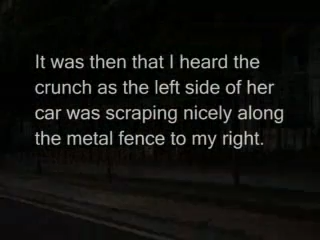 It was then that I heard the
crunch as the left side of her
car was scraping nicely along
the metal fence to my right.